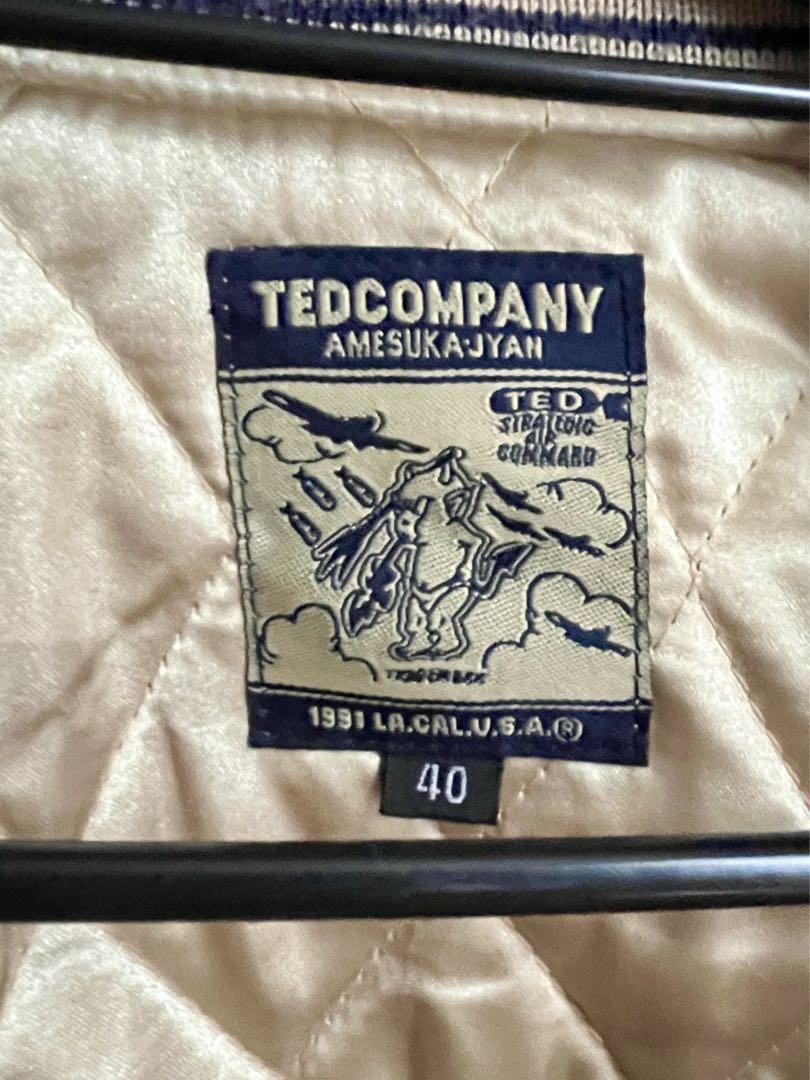 TEDCOMPANY
AMESUKA-JYAN
TED
STRATEGIC
AIR
COMMAND
1991 LA.CAL.U.S.A.®
40